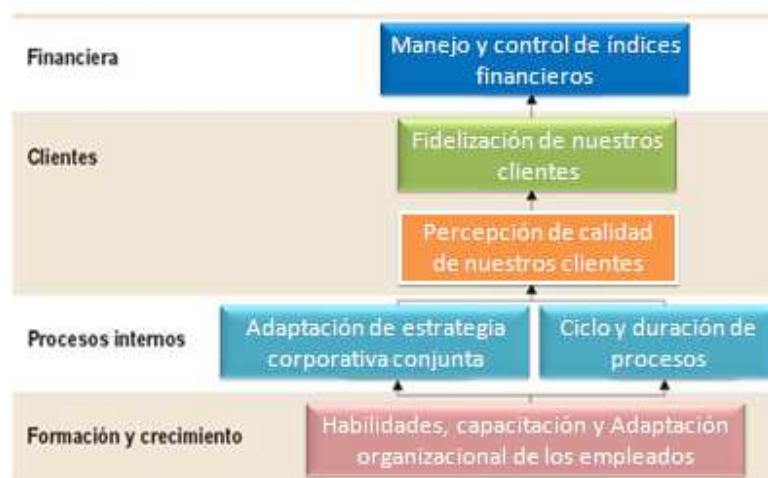 Financiera
Manejo y control de índices
financieros
Clientes
Fidelización de nuestros
clientes
Percepción de calidad
de nuestros clientes
Procesos internos
Adaptación de estrategia
corporativa conjunta
Ciclo y duración de
procesos
Formación y crecimiento
Habilidades, capacitación y Adaptación
organizacional de los empleados